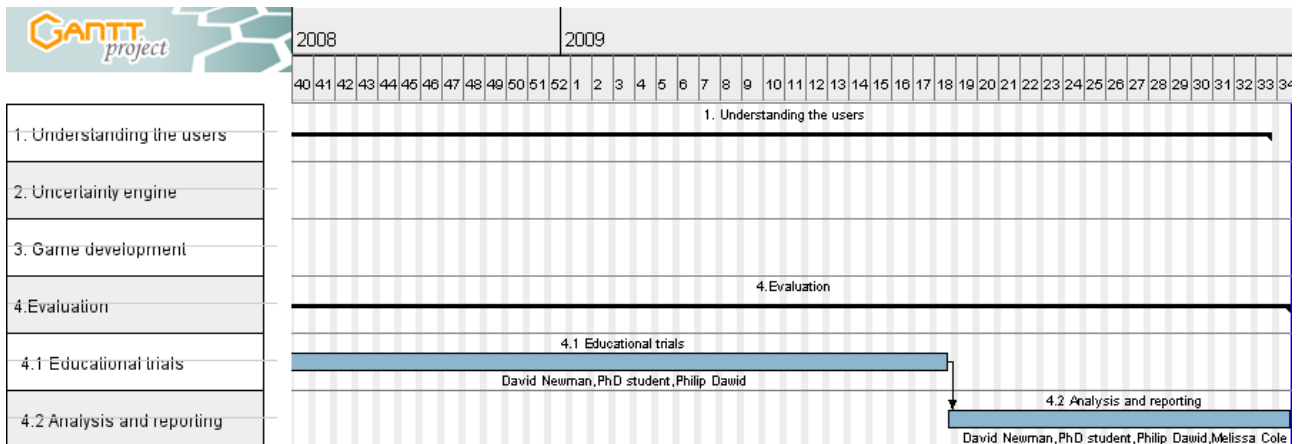 GANTT
project
2008 2009
40 41 42 43 44 45 46 47 48 49 50 51 52 1 2 3 4 5 6 7 8 9 10 11 12 13 14 15 16 17 18 19 20 21 22 23 24 25 26 27 28 29 30 31 32 33 34
1. Understanding the users
1. Understanding the users
2. Uncertainty engine
3. Game development
4.Evaluation
4.Evaluation
4.1 Educational trials
4.1 Educational trials
David Newman,PhD student,Philip Dawid
4.2 Analysis and reporting
4.2 Analysis and reporting
David Newman,PhD student,Philip Dawid,Melissa Cole